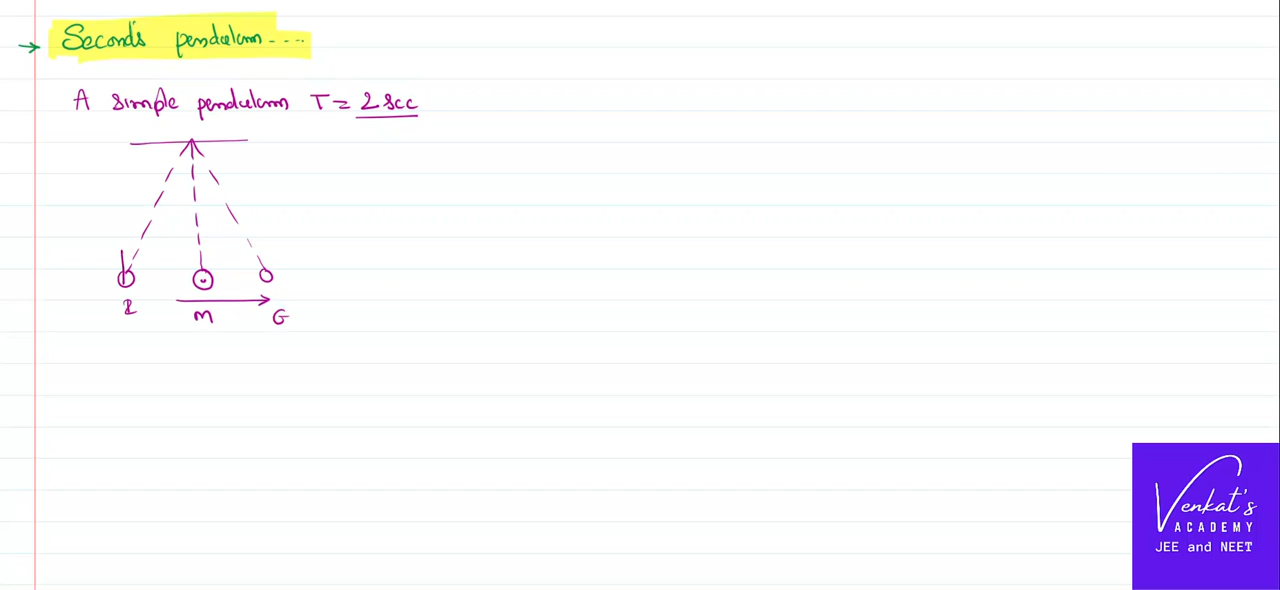 → Second's pendulum....
A simple pendulum T = 2 sec
M G
Venkat's
ACADEMY
JEE and NEET